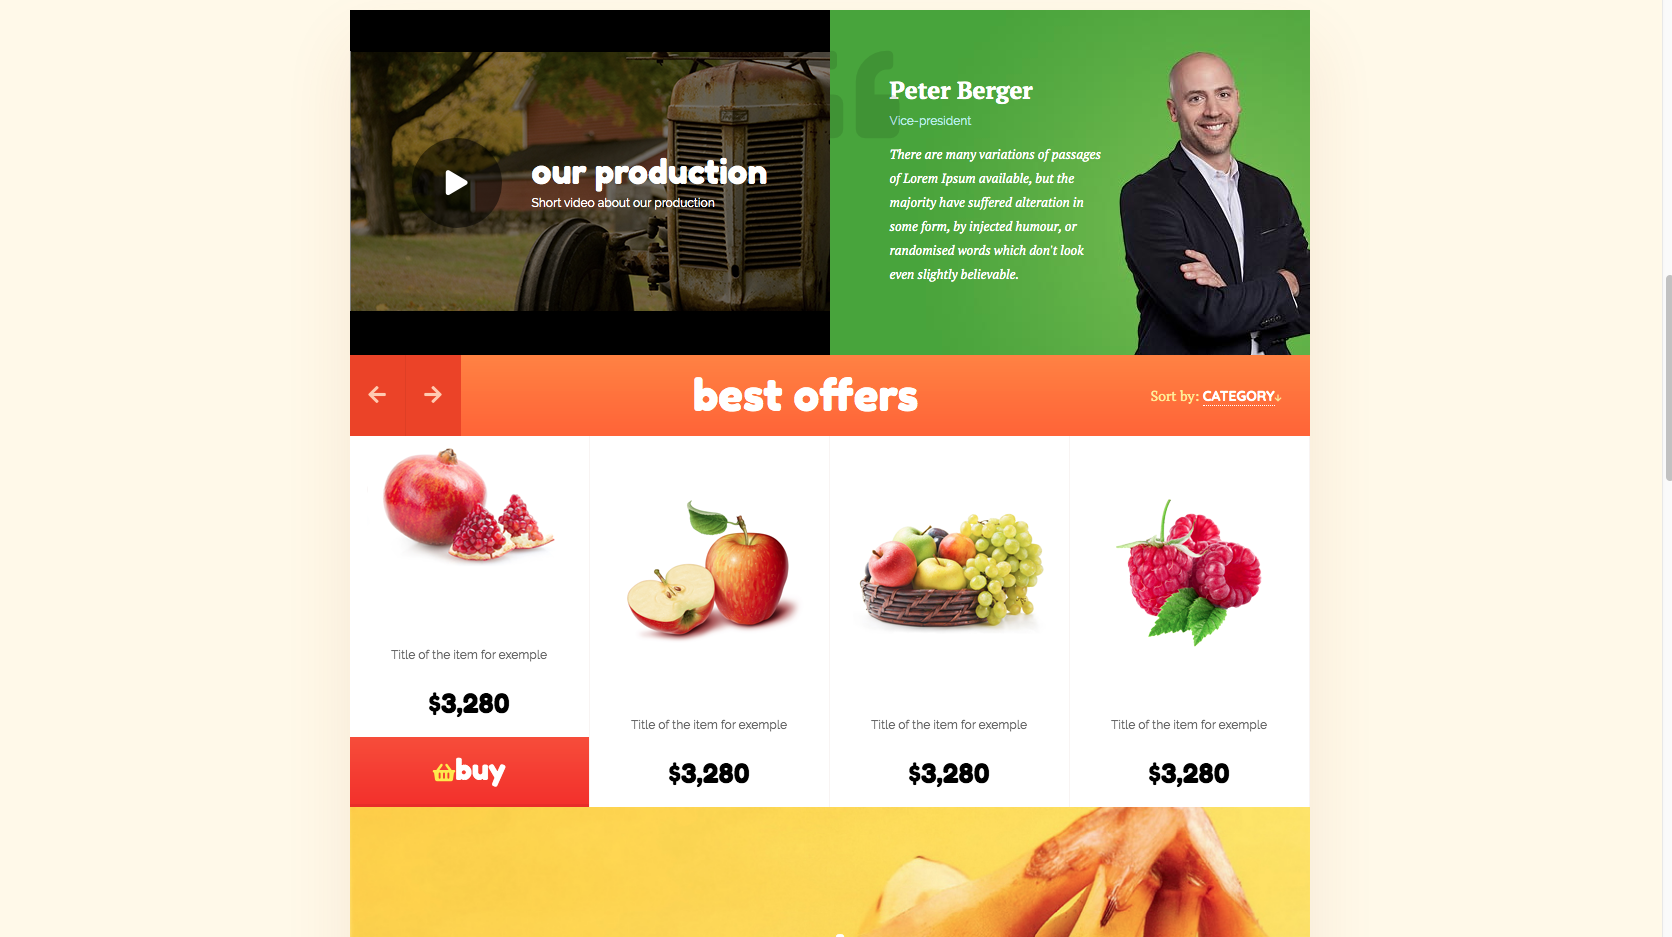 our production
Short video about our production
Peter Berger
Vice-president
There are many variations of passages
of Lorem Ipsum available, but the
majority have suffered alteration in
some form, by injected humour, or
randomised words which don't look
even slightly believable.
best offers
Sort by: CATEGORY↓
Title of the item for exemple
$3,280
buy
Title of the item for exemple
$3,280
Title of the item for exemple
$3,280
Title of the item for exemple
$3,280